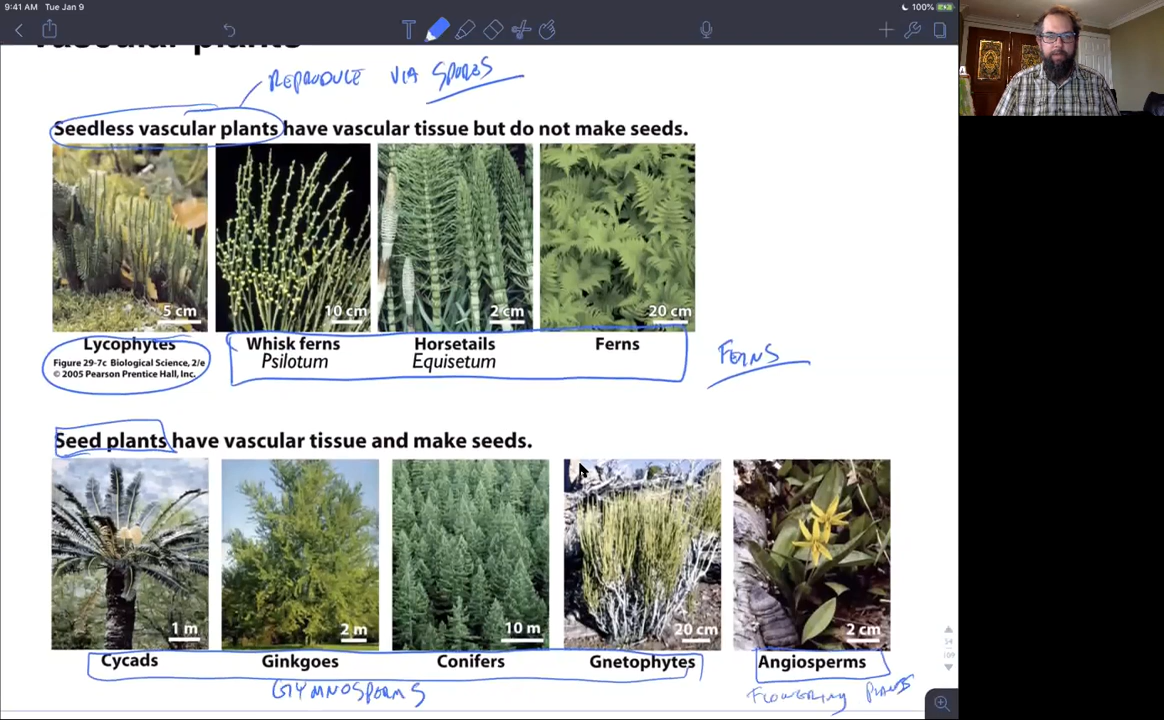 9:41 AM Tue Jan 9
100%
vascular plants
REPRODUCE VIA SPORES
Seedless vascular plants have vascular tissue but do not make seeds.
5 cm 10 cm 2 cm 20 cm
Lycophytes Whisk ferns Horsetails Ferns
Psilotum Equisetum
Figure 29-7c Biological Science, 2/e
© 2005 Pearson Prentice Hall, Inc.
FERNS
Seed plants have vascular tissue and make seeds.
1 m 2 m 10 m 20 cm 2 cm
Cycads Ginkgoes Conifers Gnetophytes Angiosperms
GYMNOSPERMS FLOWERING PLANTS